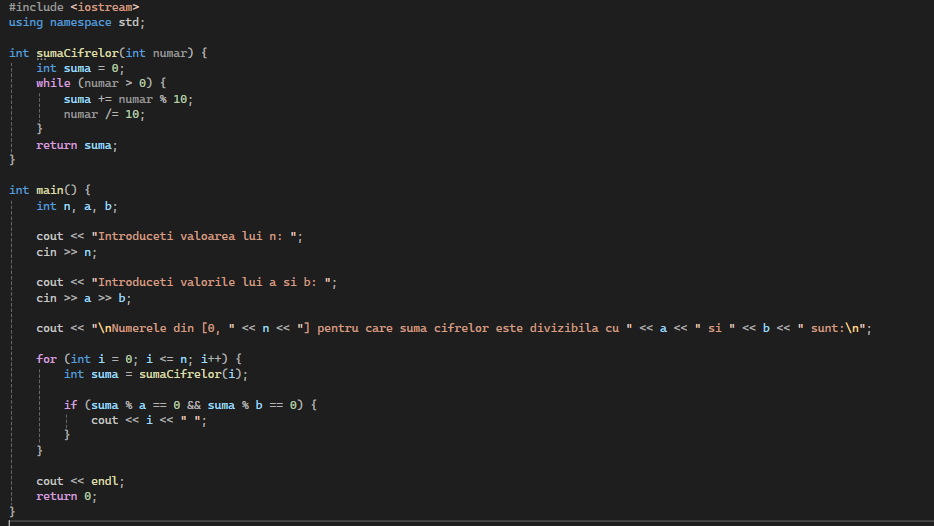 #include <iostream>
using namespace std;
int sumaCifrelor(int numar) {
int suma = 0;
while (numar > 0) {
suma += numar % 10;
numar /= 10;
}
return suma;
}
int main() {
int n, a, b;
cout << "Introduceti valoarea lui n: ";
cin >> n;
cout << "Introduceti valorile lui a si b: ";
cin >> a >> b;
cout << "\nNumerele din [0, " << n << "] pentru care suma cifrelor este divizibila cu " << a << " si " << b << " sunt:\n";
for (int i = 0; i <= n; i++) {
int suma = sumaCifrelor(i);
if (suma % a == 0 && suma % b == 0) {
cout << i << " ";
}
}
cout << endl;
return 0;
}